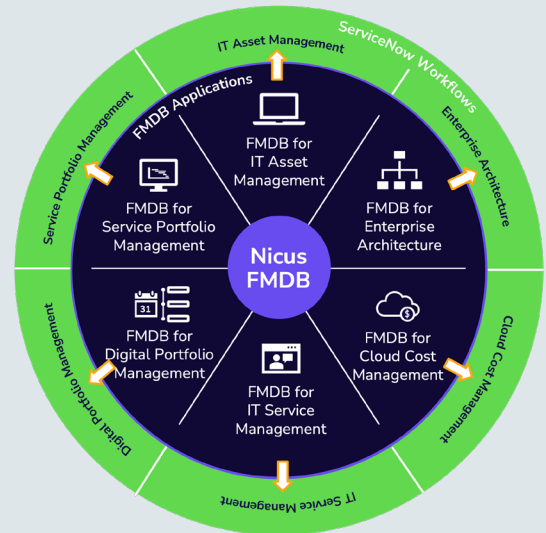 ServiceNow Workflows
IT Asset Management
Enterprise Architecture
Cloud Cost Management
IT Service Management
Digital Portfolio Management
Service Portfolio Management
FMDB Applications
FMDB for
IT Asset
Management
FMDB for
Enterprise
Architecture
FMDB for
Cloud Cost
Management
$
FMDB for
IT Service
Management
31
FMDB for
Digital Portfolio
Management
FMDB for
Service Portfolio
Management
Nicus
FMDB